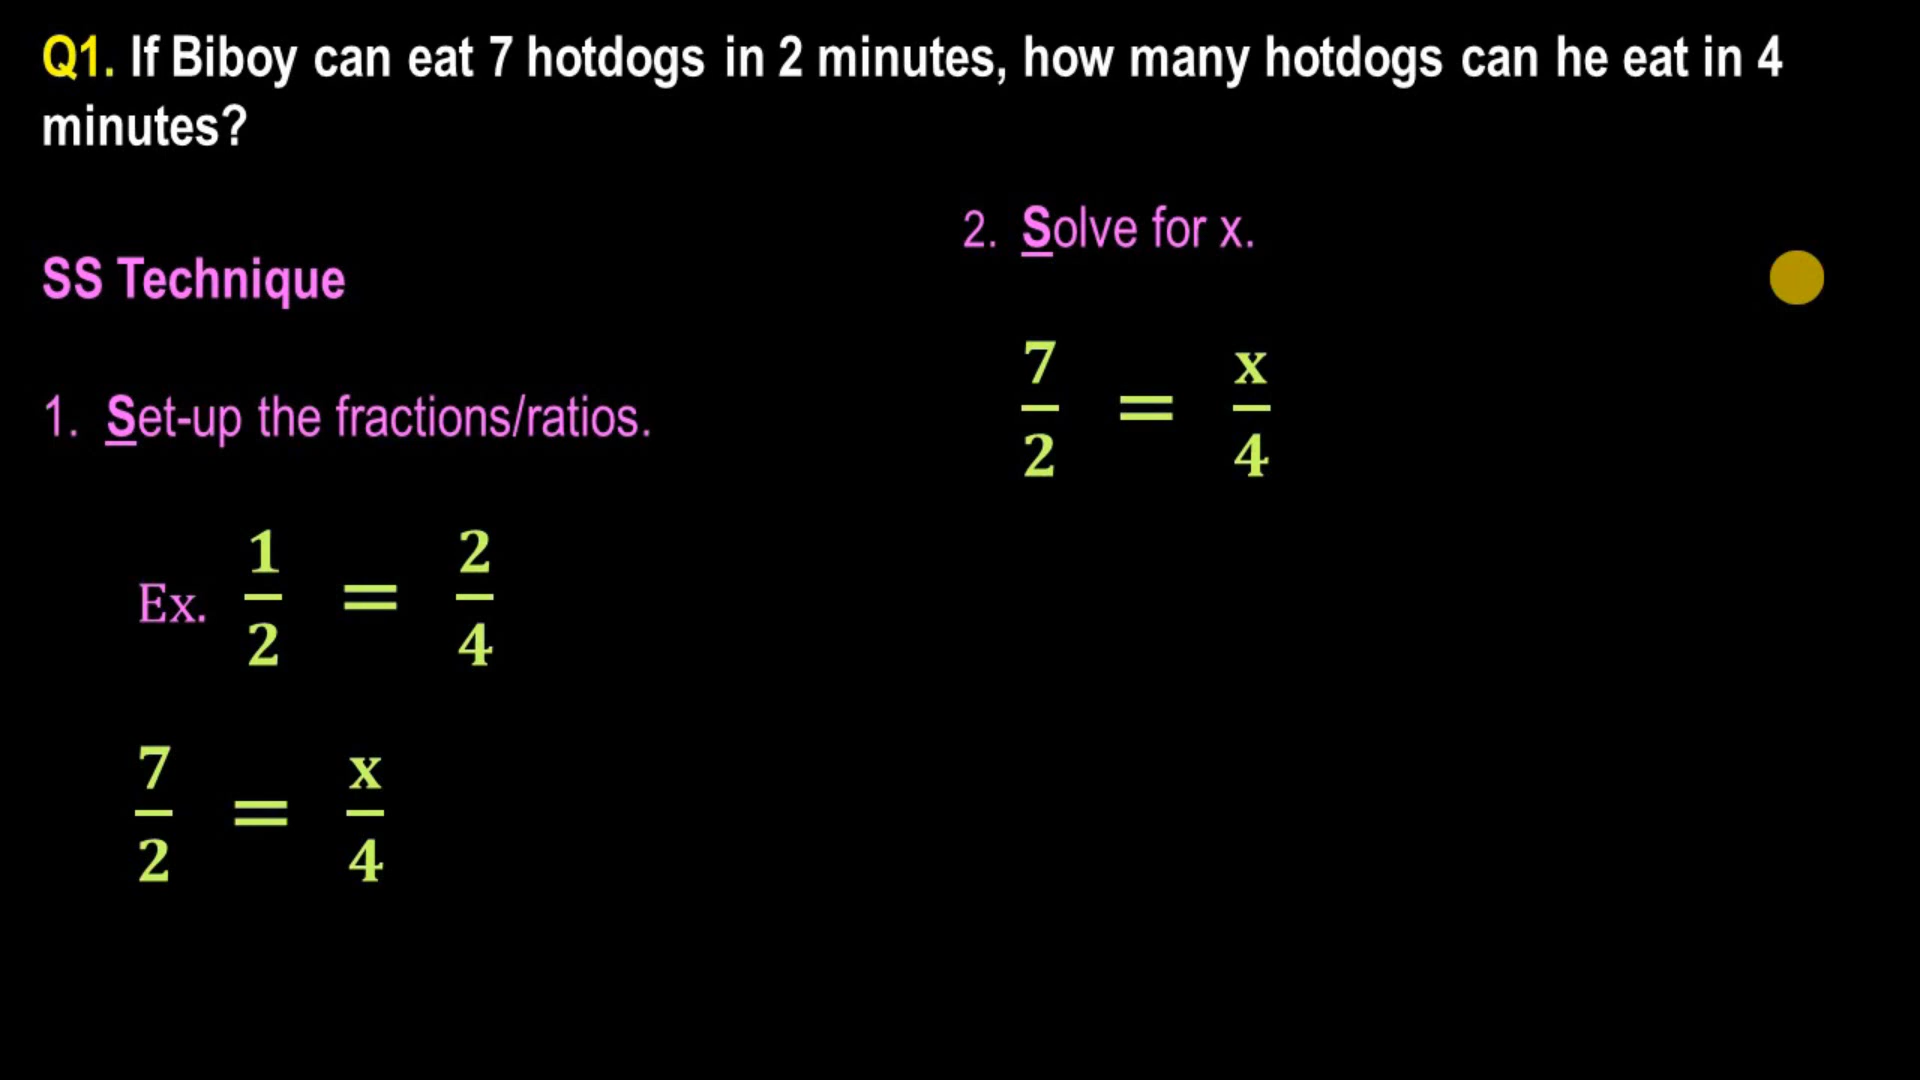 Q1. If Biboy can eat 7 hotdogs in 2 minutes, how many hotdogs can he eat in 4
minutes?
SS Technique
1. Set-up the fractions/ratios.
Ex. 1/2 = 2/4
7/2 = x/4
2. Solve for x.
7/2 = x/4